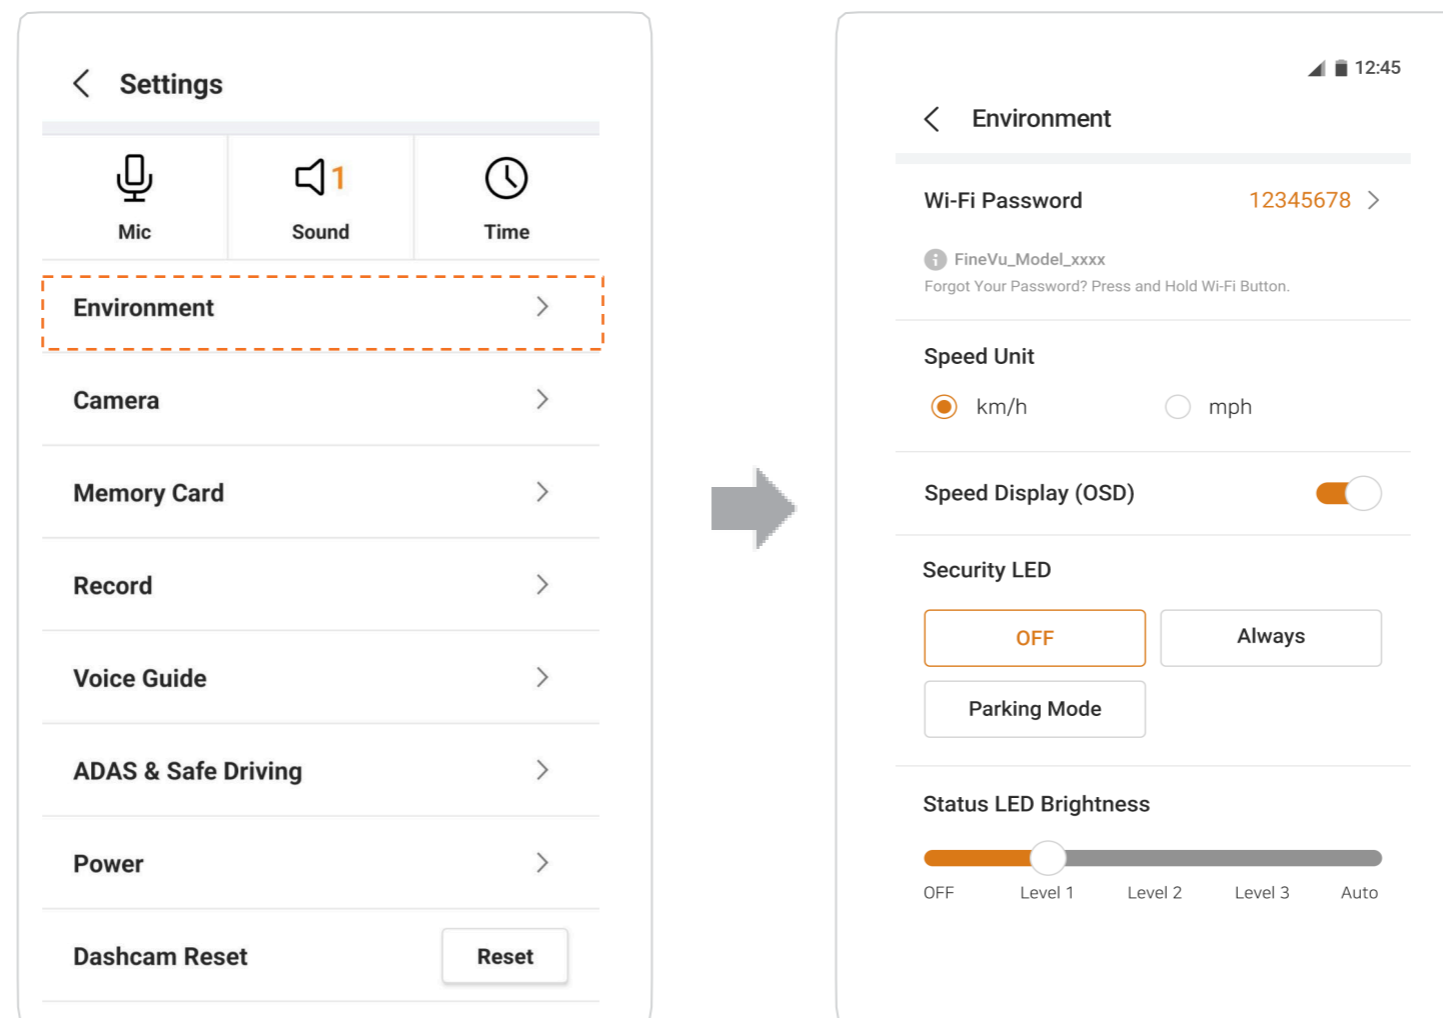 Settings
Mic
1
Sound
Time
Environment
Camera
Memory Card
Record
Voice Guide
ADAS & Safe Driving
Power
Dashcam Reset Reset
12:45
Environment
Wi-Fi Password 12345678
FineVu_Model_xxxx
Forgot Your Password? Press and Hold Wi-Fi Button.
Speed Unit
km/h mph
Speed Display (OSD)
Security LED
OFF Always
Parking Mode
Status LED Brightness
OFF Level 1 Level 2 Level 3 Auto